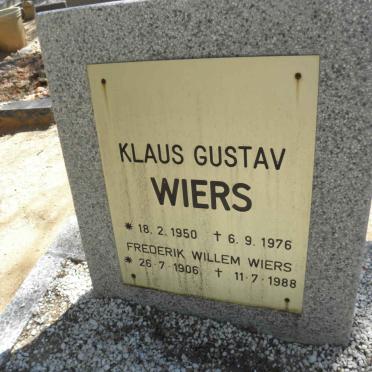 KLAUS GUSTAV
WIERS
* 18. 2. 1950 † 6. 9. 1976
FREDERIK WILLEM WIERS
* 26·7·1906 † 11·7·1988